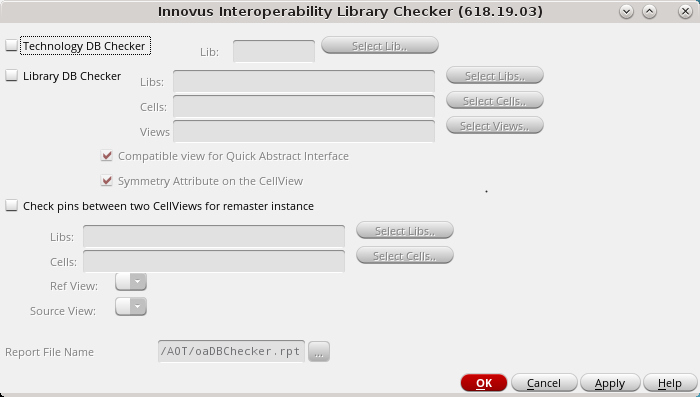 Innovus Interoperability Library Checker (618.19.03)
Technology DB Checker Lib: Select Lib..
Library DB Checker Libs: Select Libs..
Cells: Select Cells..
Views Select Views..
Compatible view for Quick Abstract Interface
Symmetry Attribute on the CellView
Check pins between two CellViews for remaster instance
Libs: Select Libs..
Cells: Select Cells..
Ref View:
Source View:
Report File Name /AOT/oaDBChecker.rpt ...
OK Cancel Apply Help